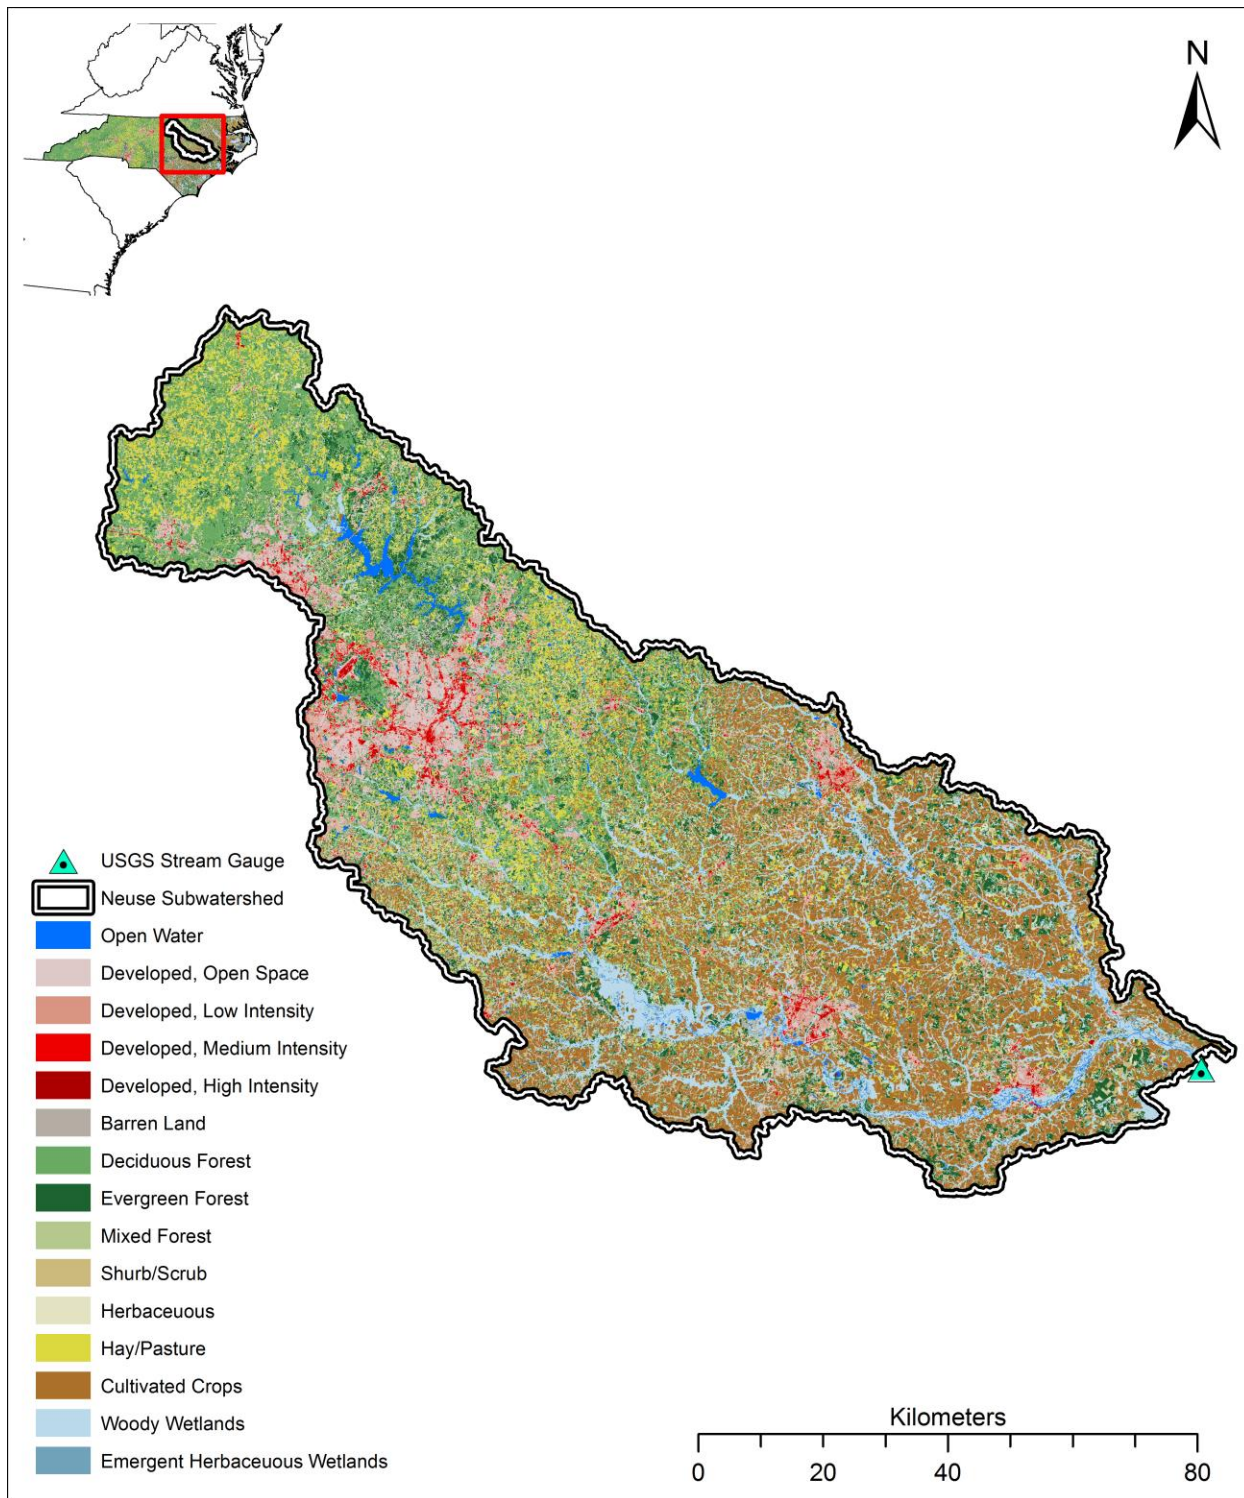 N
USGS Stream Gauge
Neuse Subwatershed
Open Water
Developed, Open Space
Developed, Low Intensity
Developed, Medium Intensity
Developed, High Intensity
Barren Land
Deciduous Forest
Evergreen Forest
Mixed Forest
Shurb/Scrub
Herbaceuous
Hay/Pasture
Cultivated Crops
Woody Wetlands
Emergent Herbaceuous Wetlands
Kilometers
0 20 40 80